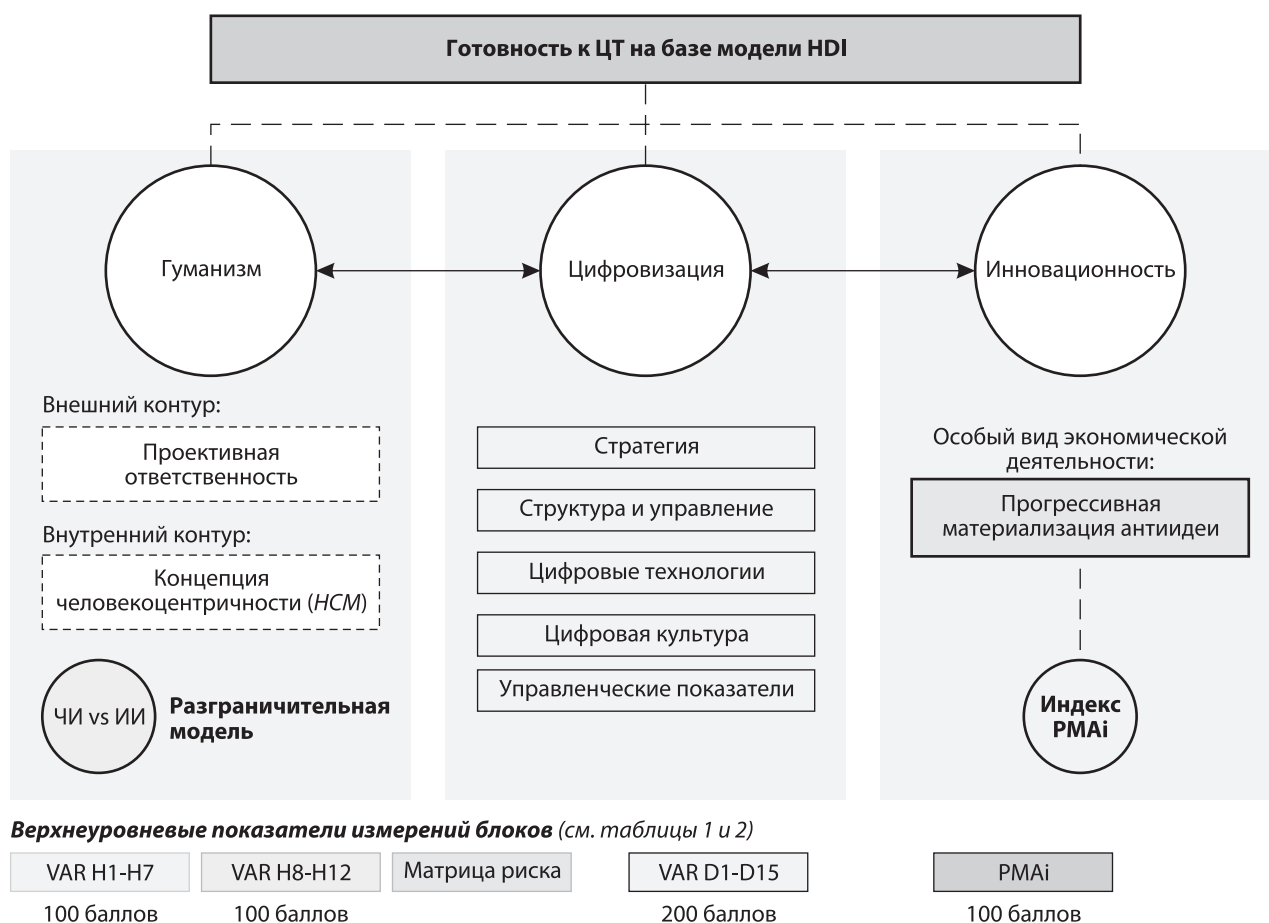 Готовность к ЦТ на базе модели HDI
Гуманизм
Цифровизация
Инновационность
Внешний контур:
Проективная
ответственность
Внутренний контур:
Концепция
человекоцентричности (HCM)
ЧИ vs ИИ
Разграничительная
модель
Стратегия
Структура и управление
Цифровые технологии
Цифровая культура
Управленческие показатели
Особый вид экономической
деятельности:
Прогрессивная
материализация антиидеи
Индекс
PMAi
Верхнеуровневые показатели измерений блоков (см. таблицы 1 и 2)
VAR H1-H7
VAR H8-H12
Матрица риска
VAR D1-D15
PMAi
100 баллов
100 баллов
200 баллов
100 баллов